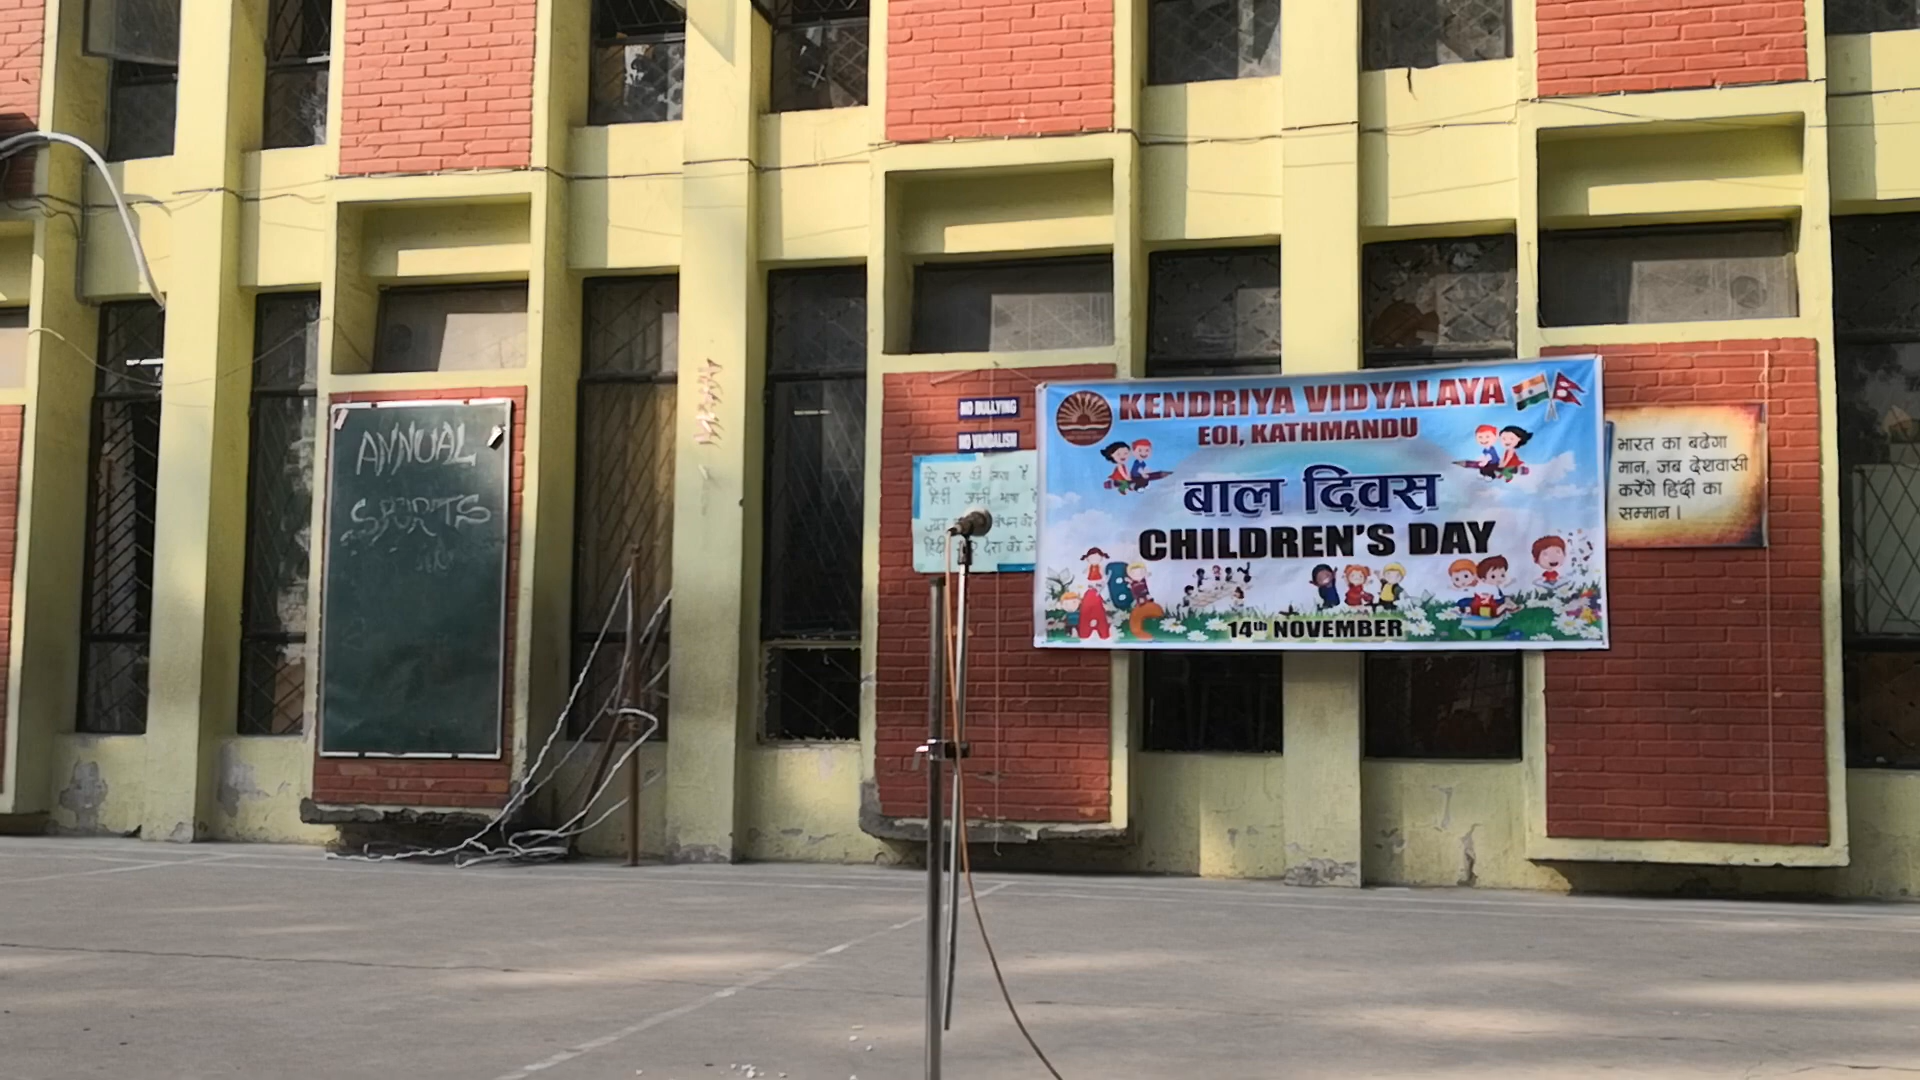 ANNUAL
SPORTS
NO BULLYING
NO VANDALISM
KENDRIYA VIDYALAYA
EOI, KATHMANDU
बाल दिवस
CHILDREN'S DAY
14th NOVEMBER
भारत का बढेगा
मान, जब देशवासी
करेंगे हिंदी का
सम्मान ।